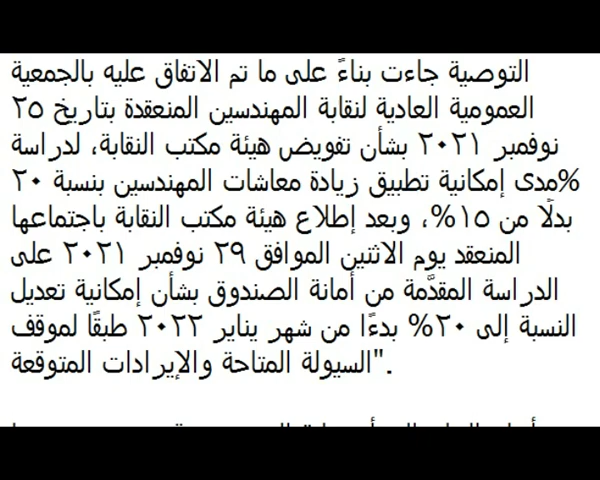 التوصية جاءت بناءً على ما تم الاتفاق عليه بالجمعية
العمومية العادية لنقابة المهندسين المنعقدة بتاريخ ٢٥
نوفمبر ٢٠٢١ بشأن تفويض هيئة مكتب النقابة، لدراسة
مدى إمكانية تطبيق زيادة معاشات المهندسين بنسبة ٢٠%
بدلًا من ١٥%، وبعد إطلاع هيئة مكتب النقابة باجتماعها
المنعقد يوم الاثنين الموافق ٢٩ نوفمبر ٢٠٢١ على
الدراسة المقدَّمة من أمانة الصندوق بشأن إمكانية تعديل
النسبة إلى ٢٠% بدءًا من شهر يناير ٢٠٢٢ طبقًا لموقف
السيولة المتاحة والإيرادات المتوقعة".